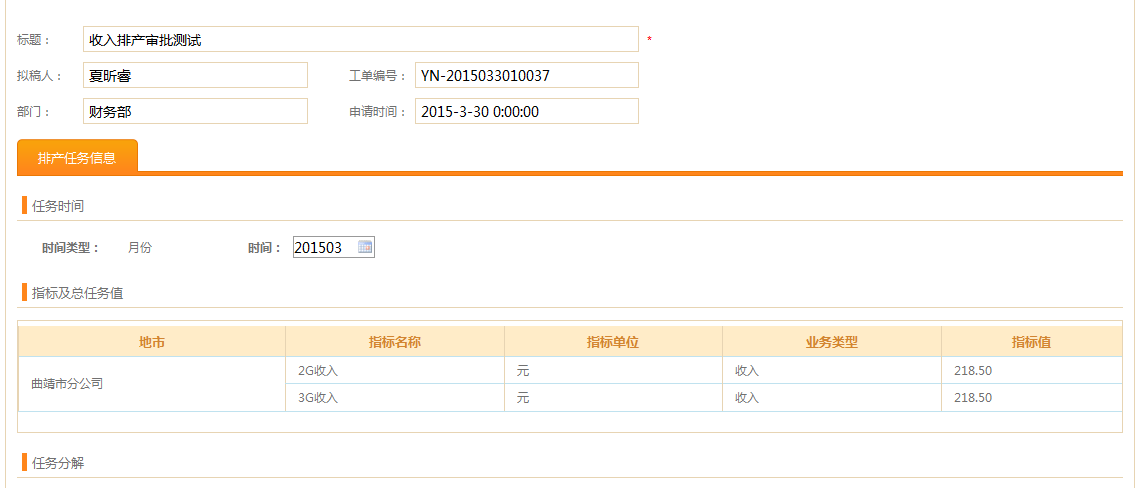 标题： 收入排产审批测试 *
拟稿人： 夏昕睿 工单编号： YN-2015033010037
部门： 财务部 申请时间： 2015-3-30 0:00:00
排产任务信息
任务时间
时间类型： 月份 时间： 201503
指标及总任务值
地市 指标名称 指标单位 业务类型 指标值
曲靖市分公司 2G收入 元 收入 218.50
3G收入 元 收入 218.50
任务分解